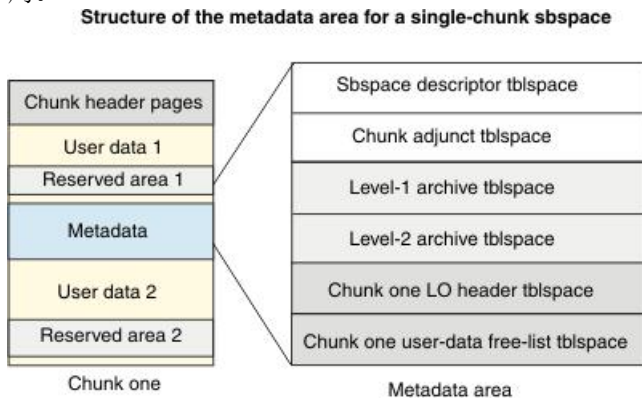 Structure of the metadata area for a single-chunk sbspace
Chunk header pages
User data 1
Reserved area 1
Metadata
User data 2
Reserved area 2
Chunk one
Sbspace descriptor tblspace
Chunk adjunct tblspace
Level-1 archive tblspace
Level-2 archive tblspace
Chunk one LO header tblspace
Chunk one user-data free-list tblspace
Metadata area